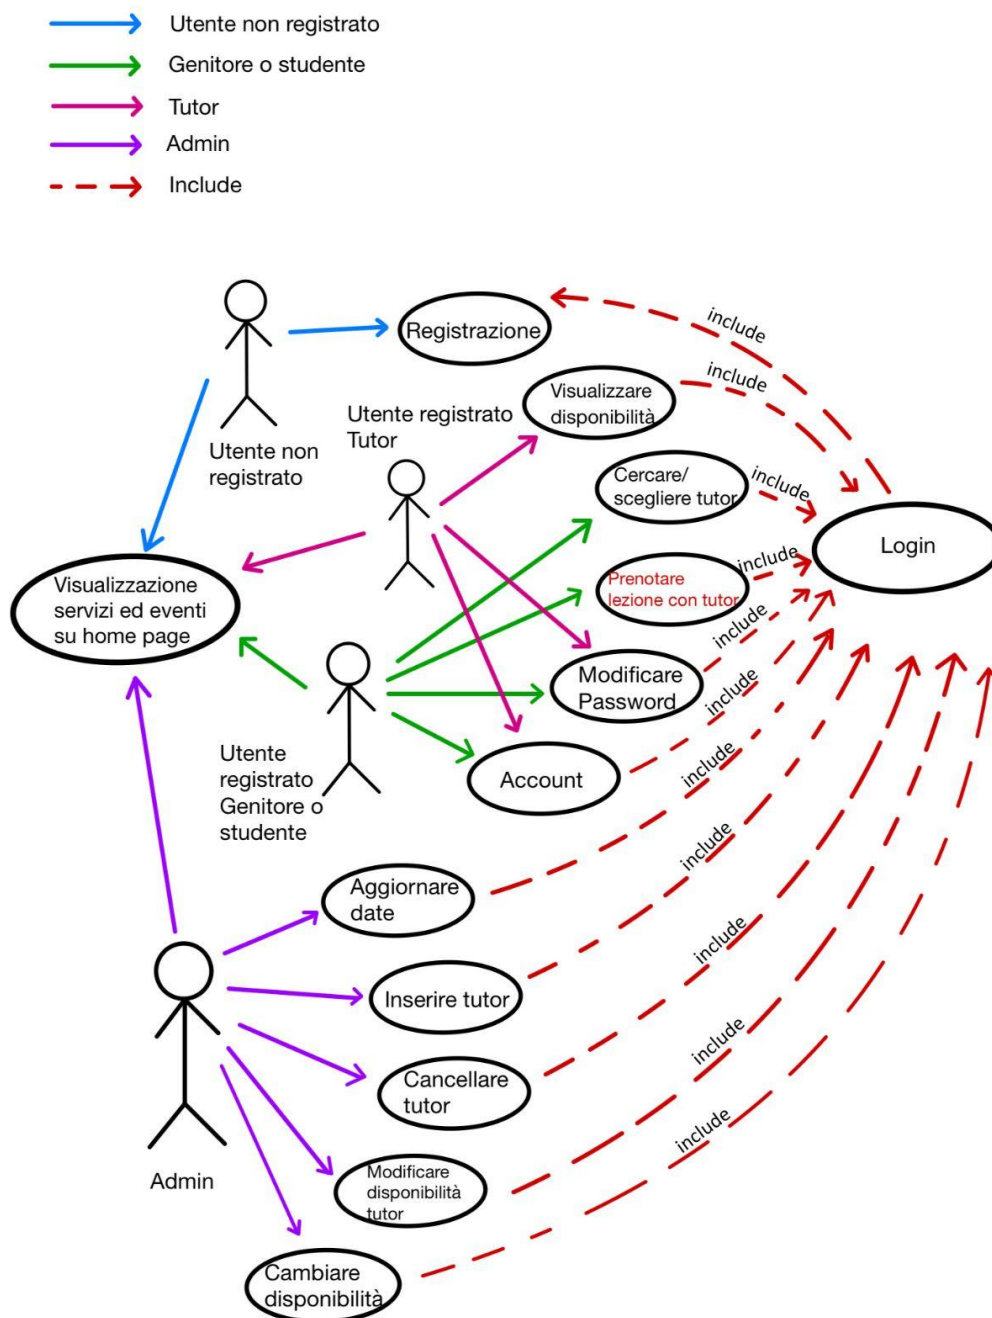 Utente non registrato
Genitore o studente
Tutor
Admin
Include
Registrazione
include
Visualizzare
disponibilità
include
Utente non
registrato
Utente registrato
Tutor
Cercare/
scegliere tutor
include
Login
Visualizzazione
servizi ed eventi
su home page
Prenotare
lezione con tutor
include
Modificare
Password
include
Utente
registrato
Genitore o
studente
Account
include
Aggiornare
date
include
Inserire tutor
include
Cancellare
tutor
include
Admin
Modificare
disponibilità
tutor
include
Cambiare
disponibilità
include